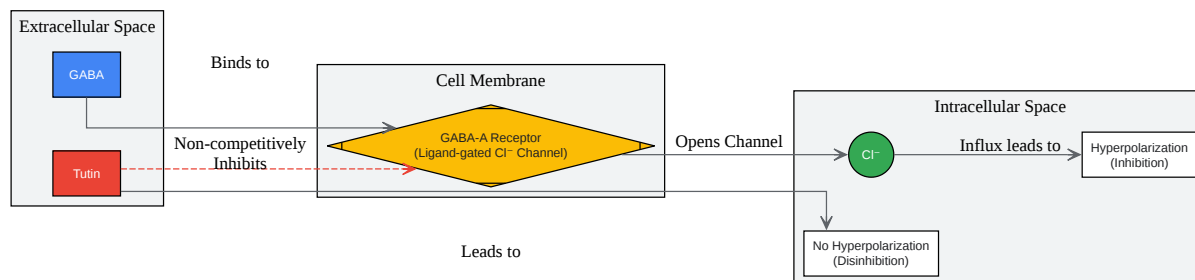 Extracellular Space
GABA
Tutin
Binds to
Non-competitively
Inhibits
Cell Membrane
GABA-A Receptor
(Ligand-gated Cl⁻ Channel)
Opens Channel
Intracellular Space
Cl⁻
Influx leads to
Hyperpolarization
(Inhibition)
Leads to
No Hyperpolarization
(Disinhibition)